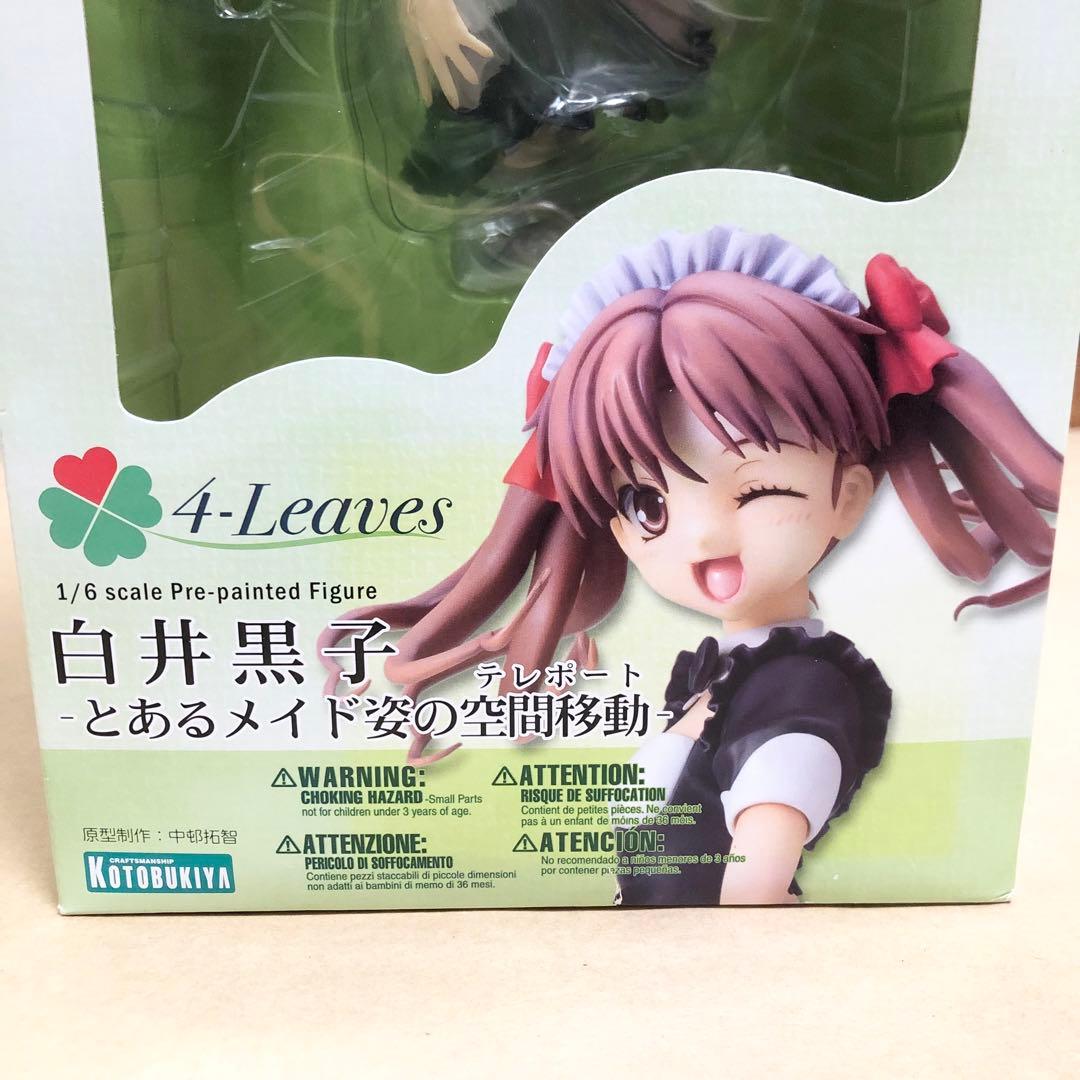 4-Leaves
1/6 scale Pre-painted Figure
白井黒子
テレポート
-とあるメイド姿の空間移動-
⚠WARNING:
CHOKING HAZARD -Small Parts
not for children under 3 years of age.
⚠ATTENTION:
RISQUE DE SUFFOCATION
Contient de petites pièces. Ne convient
pas à un enfant de moins de 36 mois.
⚠ATTENZIONE:
PERICOLO DI SOFFOCAMENTO
Contiene pezzi staccabili di piccole dimensioni
non adatti ai bambini di memo di 36 mesi.
⚠ATENCIÓN:
No recomendado a niños menores de 3 años
por contener piezas pequeñas.
原型制作：中邨拓智
CRAFTSMANSHIP
KOTOBUKIYA